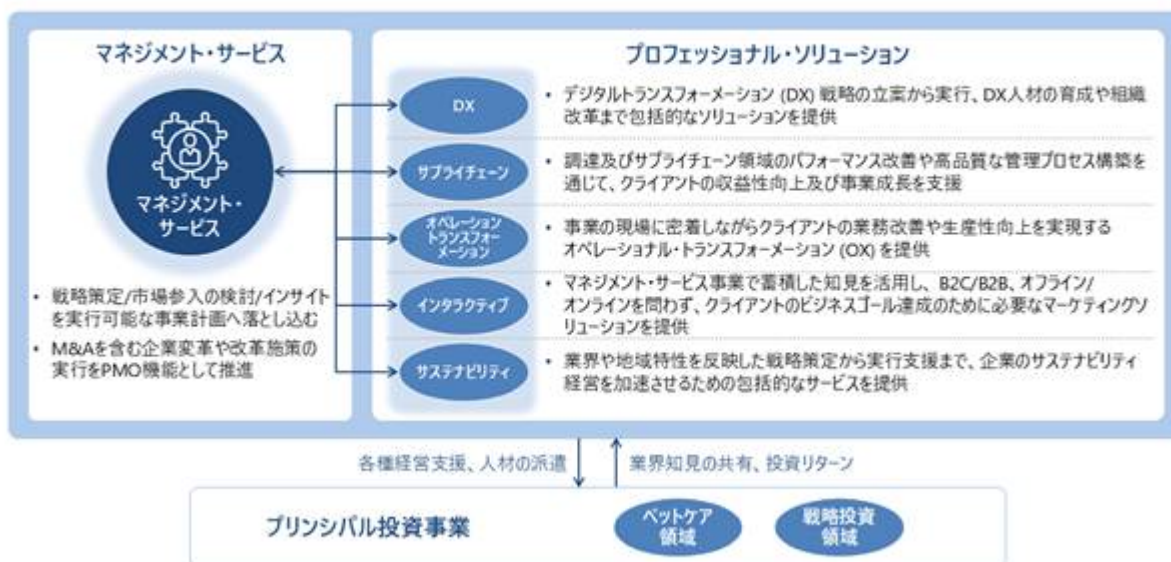 マネジメント・サービス
マネジメント・
サービス
・ 戦略策定/市場参入の検討/インサイト
を実行可能な事業計画へ落とし込む
・ M&Aを含む企業変革や改革施策の
実行をPMO機能として推進
プロフェッショナル・ソリューション
DX
・ デジタルトランスフォーメーション (DX) 戦略の立案から実行、DX人材の育成や組織
改革まで包括的なソリューションを提供
サプライチェーン
・ 調達及びサプライチェーン領域のパフォーマンス改善や高品質な管理プロセス構築を
通じて、クライアントの収益性向上及び事業成長を支援
オペレーション
トランスフォー
メーション
・ 事業の現場に密着しながらクライアントの業務改善や生産性向上を実現する
オペレーショナル・トランスフォーメーション (OX) を提供
インタラクティブ
・ マネジメント・サービス事業で蓄積した知見を活用し、B2C/B2B、オフライン/
オンラインを問わず、クライアントのビジネスゴール達成のために必要なマーケティングソ
リューションを提供
サステナビリティ
・ 業界や地域特性を反映した戦略策定から実行支援まで、企業のサステナビリティ
経営を加速させるための包括的なサービスを提供
各種経営支援、人材の派遣
業界知見の共有、投資リターン
プリンシパル投資事業
ペットケア
領域
戦略投資
領域